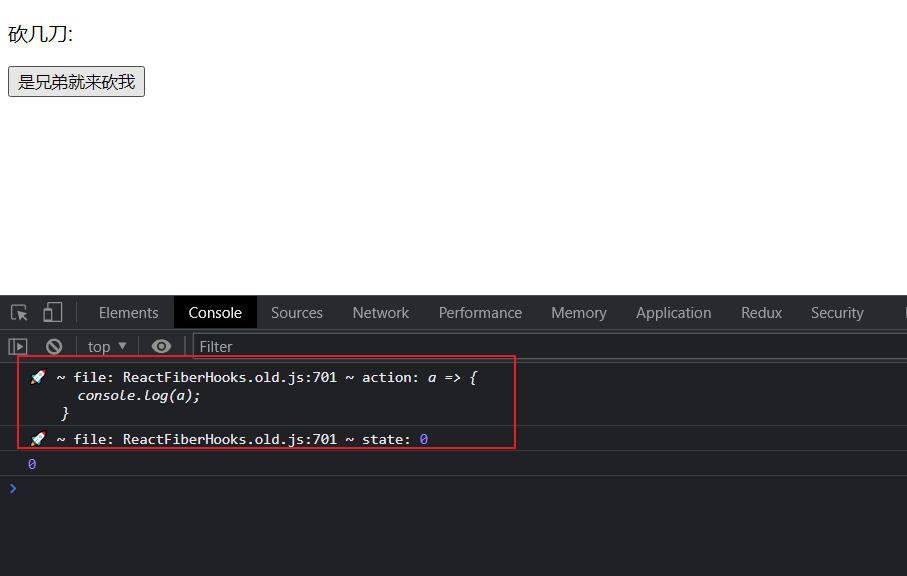 砍几刀:
是兄弟就来砍我
Elements Console Sources Network Performance Memory Application Redux Security
top ▼ Filter
🚀 ~ file: ReactFiberHooks.old.js:701 ~ action: a => {
console.log(a);
}
🚀 ~ file: ReactFiberHooks.old.js:701 ~ state: 0
0
>